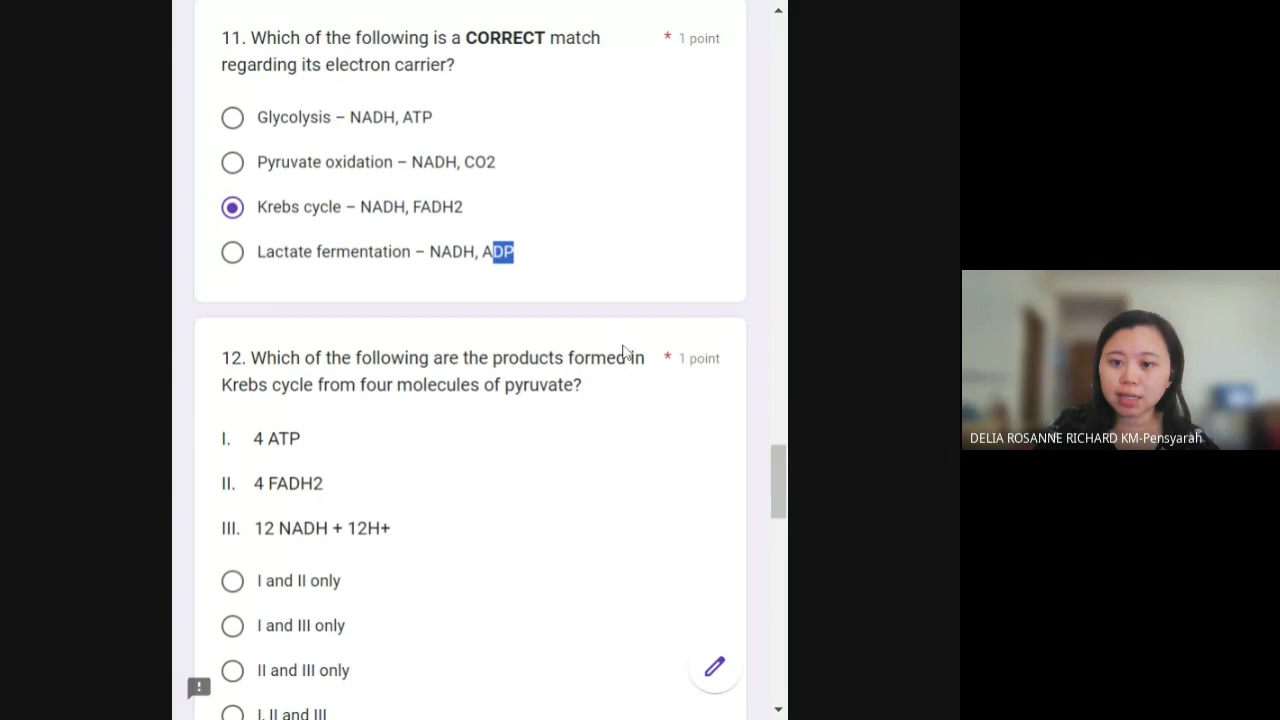 11. Which of the following is a CORRECT match * 1 point
regarding its electron carrier?
Glycolysis – NADH, ATP
Pyruvate oxidation – NADH, CO2
Krebs cycle – NADH, FADH2
Lactate fermentation – NADH, ADP
12. Which of the following are the products formed in * 1 point
Krebs cycle from four molecules of pyruvate?
I. 4 ATP
II. 4 FADH2
III. 12 NADH + 12H+
I and II only
I and III only
II and III only
I, II and III
DELIA ROSANNE RICHARD KM-Pensyarah